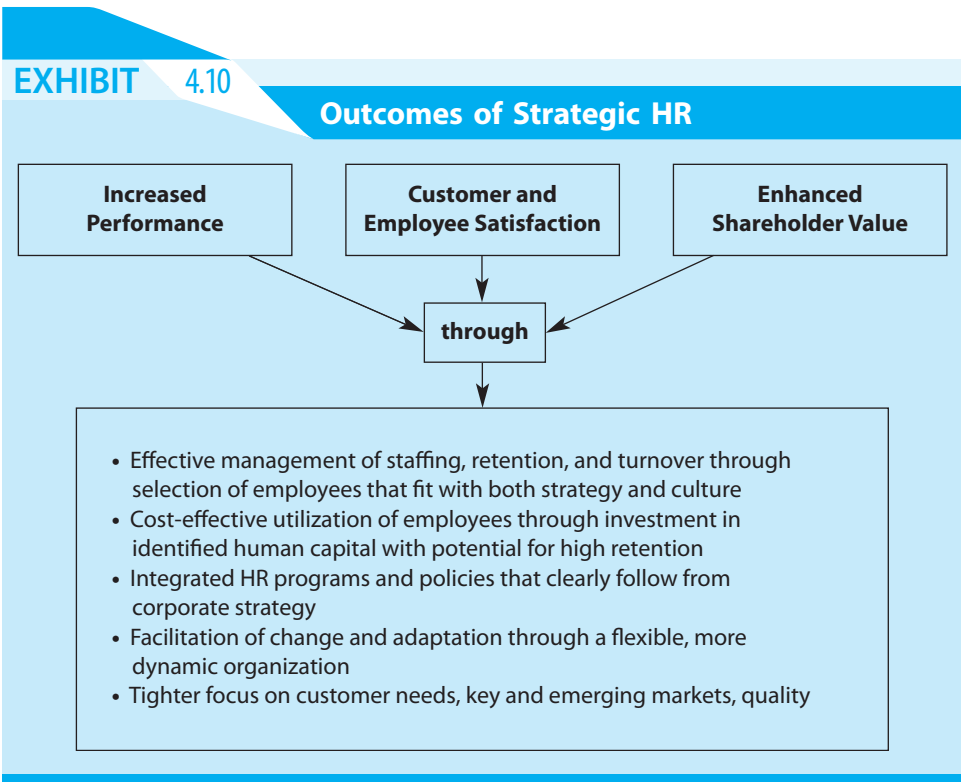 EXHIBIT 4.10
Outcomes of Strategic HR
Increased
Performance
Customer and
Employee Satisfaction
Enhanced
Shareholder Value
through
• Effective management of staffing, retention, and turnover through
selection of employees that fit with both strategy and culture
• Cost-effective utilization of employees through investment in
identified human capital with potential for high retention
• Integrated HR programs and policies that clearly follow from
corporate strategy
• Facilitation of change and adaptation through a flexible, more
dynamic organization
• Tighter focus on customer needs, key and emerging markets, quality